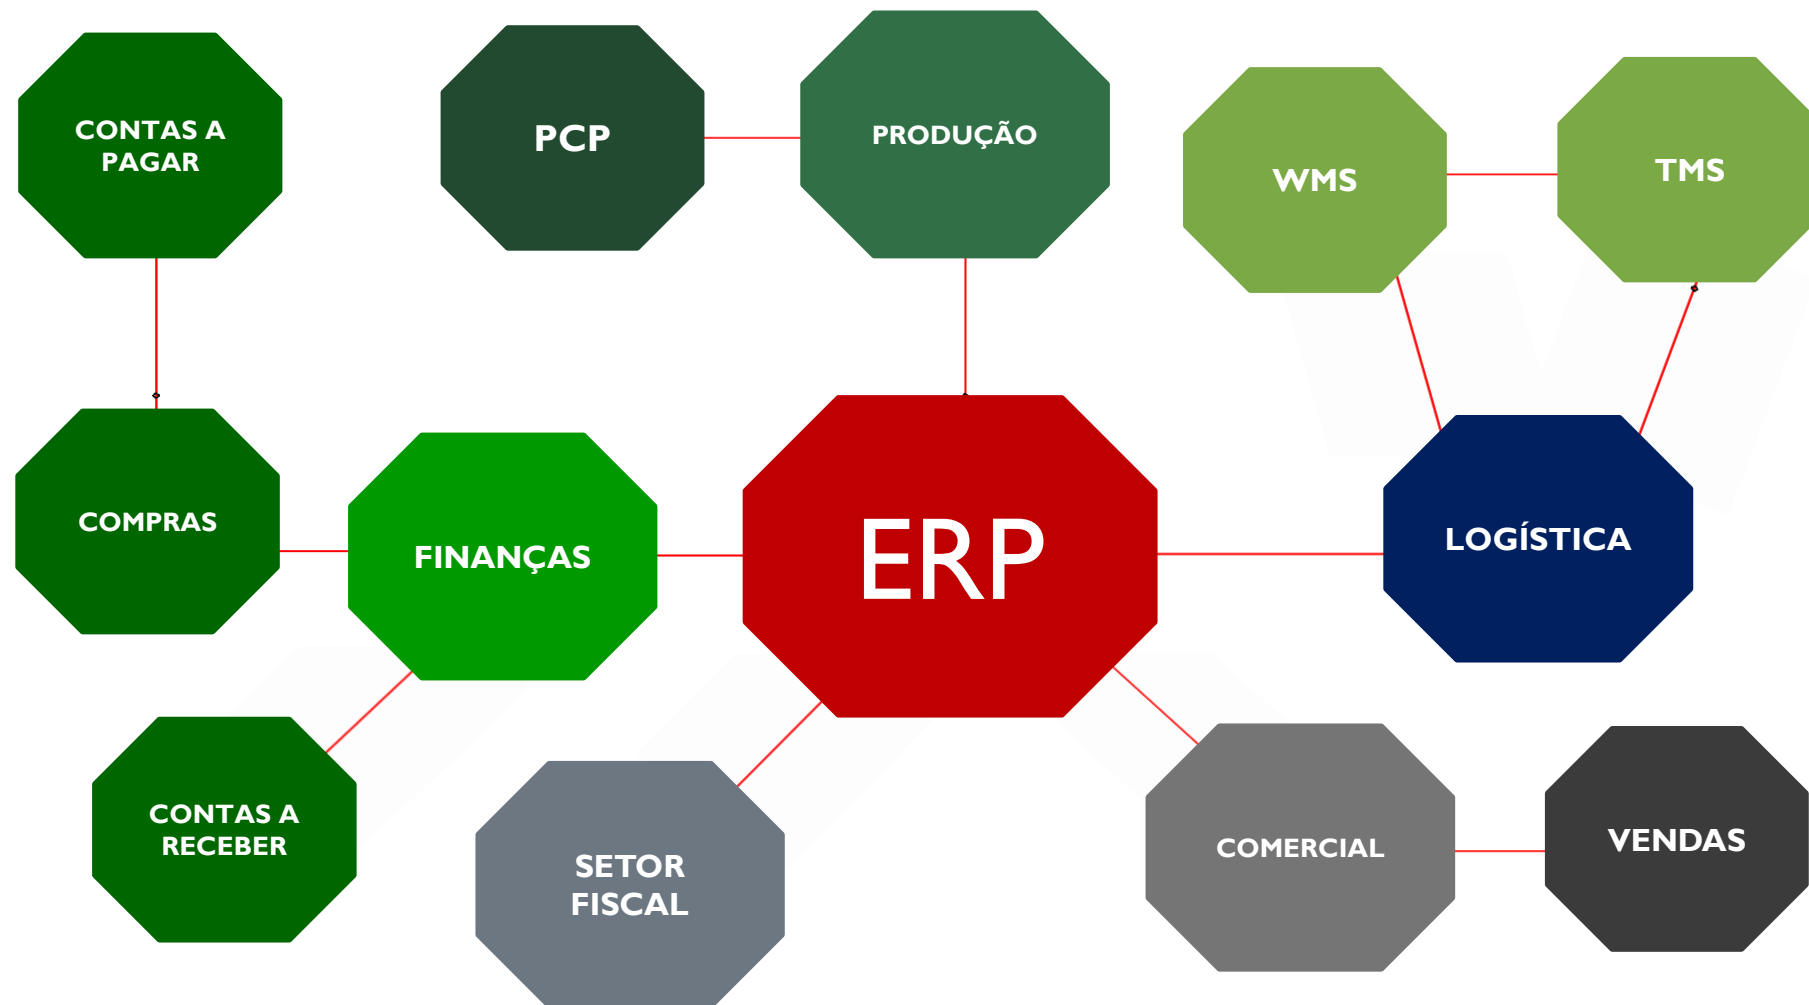 CONTAS A
PAGAR
PCP
PRODUÇÃO
WMS
TMS
COMPRAS
FINANÇAS
ERP
LOGÍSTICA
CONTAS A
RECEBER
SETOR
FISCAL
COMERCIAL
VENDAS